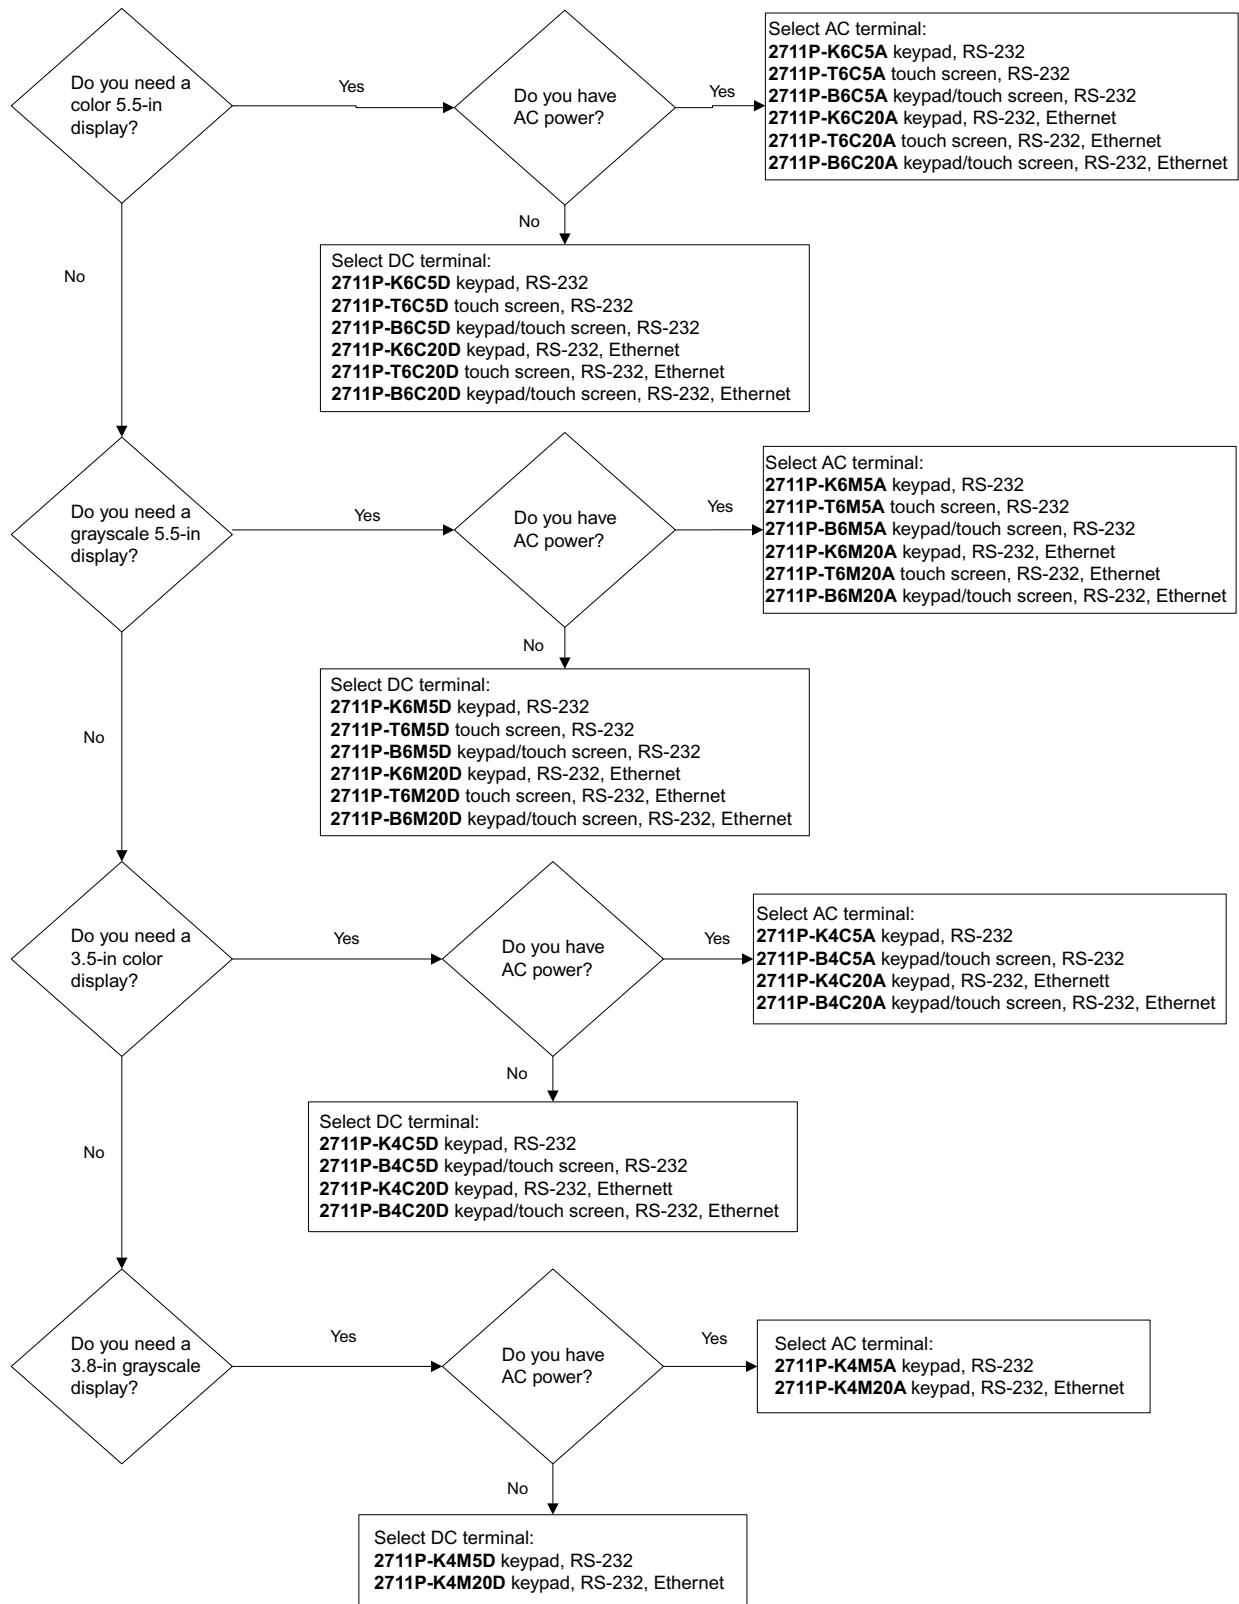 Do you need a
color 5.5-in
display?
Yes
Do you have
AC power?
Yes
Select AC terminal:
2711P-K6C5A keypad, RS-232
2711P-T6C5A touch screen, RS-232
2711P-B6C5A keypad/touch screen, RS-232
2711P-K6C20A keypad, RS-232, Ethernet
2711P-T6C20A touch screen, RS-232, Ethernet
2711P-B6C20A keypad/touch screen, RS-232, Ethernet
No
No
Select DC terminal:
2711P-K6C5D keypad, RS-232
2711P-T6C5D touch screen, RS-232
2711P-B6C5D keypad/touch screen, RS-232
2711P-K6C20D keypad, RS-232, Ethernet
2711P-T6C20D touch screen, RS-232, Ethernet
2711P-B6C20D keypad/touch screen, RS-232, Ethernet
Do you need a
grayscale 5.5-in
display?
Yes
Do you have
AC power?
Yes
Select AC terminal:
2711P-K6M5A keypad, RS-232
2711P-T6M5A touch screen, RS-232
2711P-B6M5A keypad/touch screen, RS-232
2711P-K6M20A keypad, RS-232, Ethernet
2711P-T6M20A touch screen, RS-232, Ethernet
2711P-B6M20A keypad/touch screen, RS-232, Ethernet
No
No
Select DC terminal:
2711P-K6M5D keypad, RS-232
2711P-T6M5D touch screen, RS-232
2711P-B6M5D keypad/touch screen, RS-232
2711P-K6M20D keypad, RS-232, Ethernet
2711P-T6M20D touch screen, RS-232, Ethernet
2711P-B6M20D keypad/touch screen, RS-232, Ethernet
Do you need a
3.5-in color
display?
Yes
Do you have
AC power?
Yes
Select AC terminal:
2711P-K4C5A keypad, RS-232
2711P-B4C5A keypad/touch screen, RS-232
2711P-K4C20A keypad, RS-232, Ethernett
2711P-B4C20A keypad/touch screen, RS-232, Ethernet
No
No
Select DC terminal:
2711P-K4C5D keypad, RS-232
2711P-B4C5D keypad/touch screen, RS-232
2711P-K4C20D keypad, RS-232, Ethernett
2711P-B4C20D keypad/touch screen, RS-232, Ethernet
Do you need a
3.8-in grayscale
display?
Yes
Do you have
AC power?
Yes
Select AC terminal:
2711P-K4M5A keypad, RS-232
2711P-K4M20A keypad, RS-232, Ethernet
No
Select DC terminal:
2711P-K4M5D keypad, RS-232
2711P-K4M20D keypad, RS-232, Ethernet